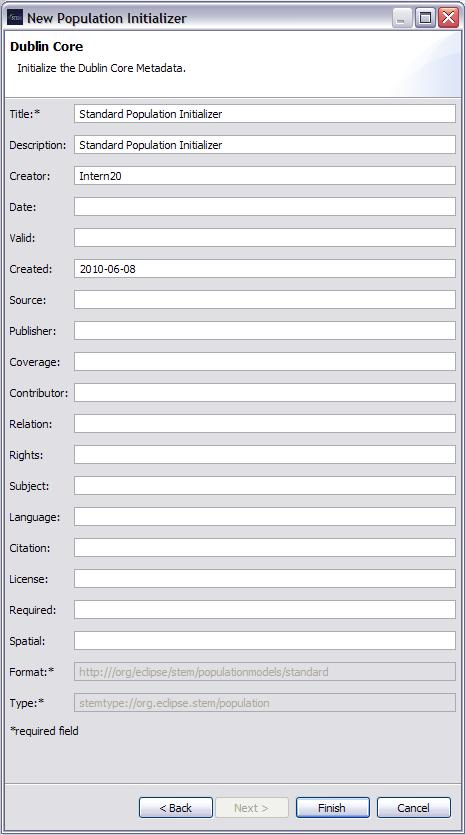 New Population Initializer
Dublin Core
Initialize the Dublin Core Metadata.
Title:* Standard Population Initializer
Description: Standard Population Initializer
Creator: Intern20
Date:
Valid:
Created: 2010-06-08
Source:
Publisher:
Coverage:
Contributor:
Relation:
Rights:
Subject:
Language:
Citation:
License:
Required:
Spatial:
Format:* http:///org/eclipse/stem/populationmodels/standard
Type:* stemtype://org.eclipse.stem/population
*required field
< Back Next > Finish Cancel